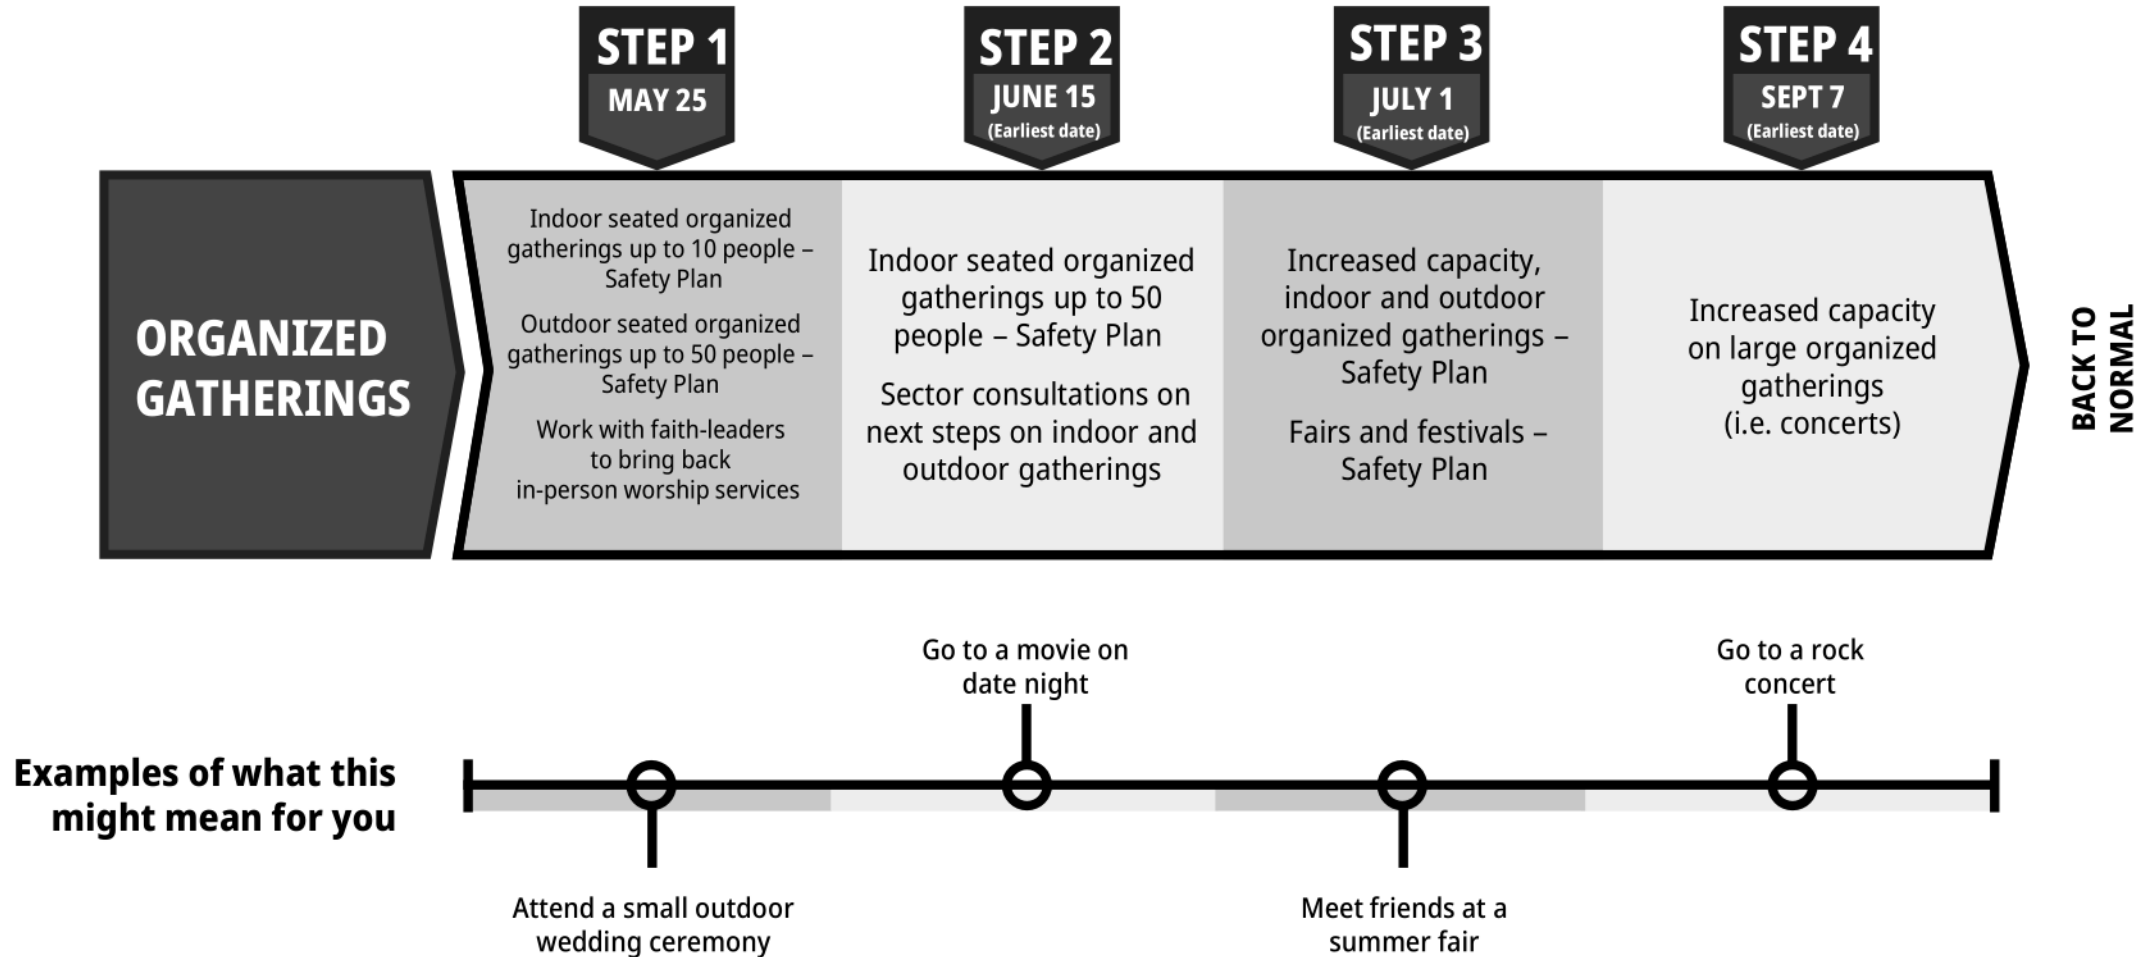 STEP 1
MAY 25
STEP 2
JUNE 15
(Earliest date)
STEP 3
JULY 1
(Earliest date)
STEP 4
SEPT 7
(Earliest date)
ORGANIZED
GATHERINGS
Indoor seated organized
gatherings up to 10 people –
Safety Plan
Outdoor seated organized
gatherings up to 50 people –
Safety Plan
Work with faith-leaders
to bring back
in-person worship services
Indoor seated organized
gatherings up to 50
people – Safety Plan
Sector consultations on
next steps on indoor and
outdoor gatherings
Increased capacity,
indoor and outdoor
organized gatherings –
Safety Plan
Fairs and festivals –
Safety Plan
Increased capacity
on large organized
gatherings
(i.e. concerts)
BACK TO
NORMAL
Examples of what this
might mean for you
Attend a small outdoor
wedding ceremony
Go to a movie on
date night
Meet friends at a
summer fair
Go to a rock
concert